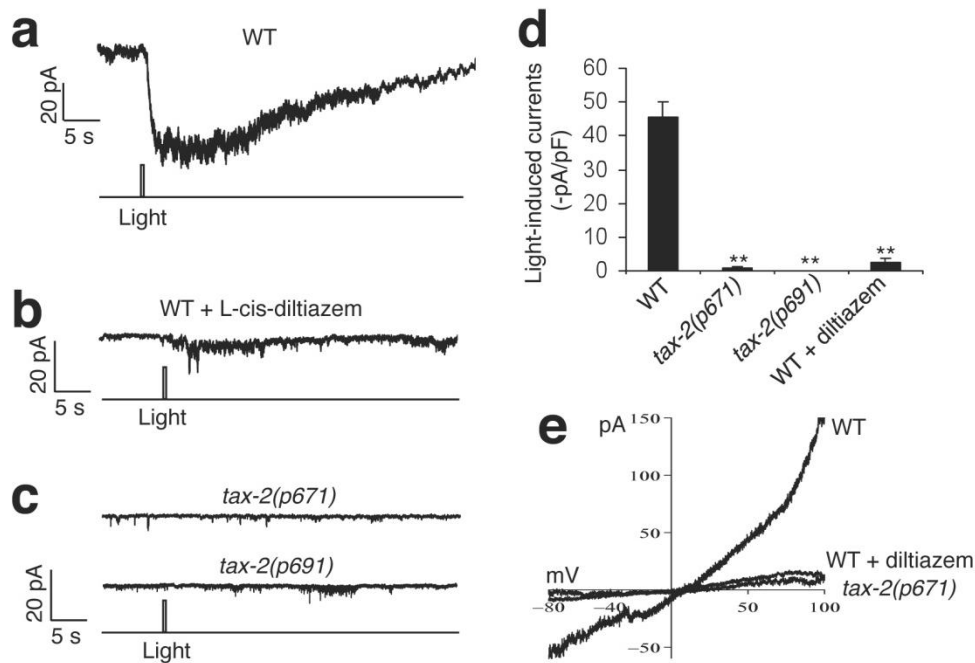 a
WT
20 pA
5 s
Light
b
WT + L-cis-diltiazem
20 pA
5 s
Light
c
tax-2(p671)
tax-2(p691)
20 pA
5 s
Light
d
Light-induced currents
(-pA/pF)
60
50
40
30
20
10
0
**
**
**
WT
tax-2(p671)
tax-2(p691)
WT + diltiazem
e
pA
150
WT
100
50
WT + diltiazem
mV
tax-2(p671)
-80
-40
50
100
-50